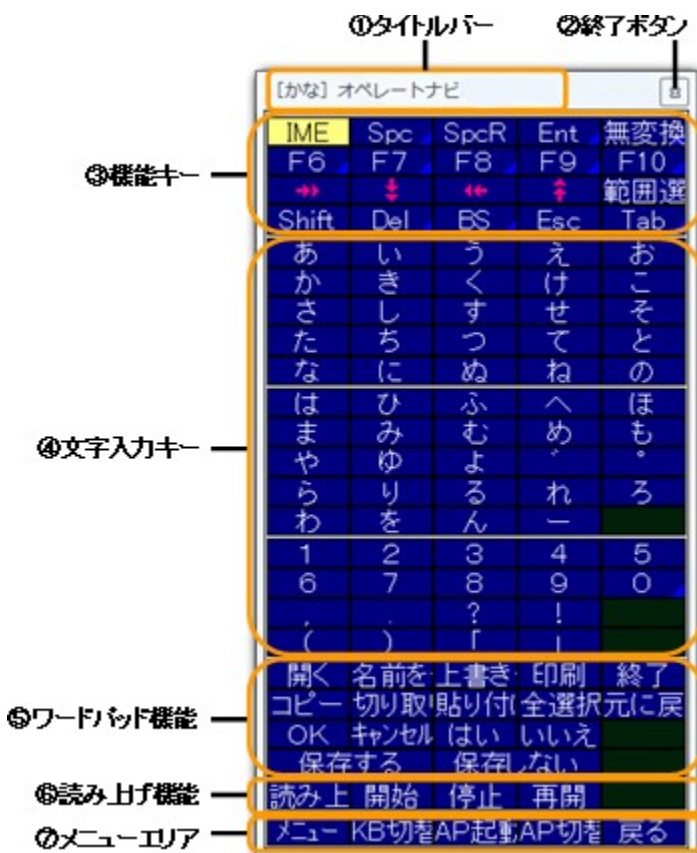 ①タイトルバー ②終了ボタン
[かな] オペレートナビ
③機能キー
IME Spc SpcR Ent 無変換
F6 F7 F8 F9 F10
範囲選
Shift Del BS Esc Tab
④文字入力キー
あ い う え お
か き く け こ
さ し す せ そ
た ち つ て と
な に ぬ ね の
は ひ ふ へ ほ
ま み む め も
や ゆ よ ゛ ゜
ら り る れ ろ
わ を ん ー
1 2 3 4 5
6 7 8 9 0
, . ? !
( ) 「 」
⑤ワードパッド機能
開く 名前を 上書き 印刷 終了
コピー 切り取 貼り付 全選択 元に戻
OK キャンセル はい いいえ
保存する 保存しない
⑥読み上げ機能
読み上 開始 停止 再開
⑦メニューエリア
メニュー KB切替 AP起動 AP切替 戻る